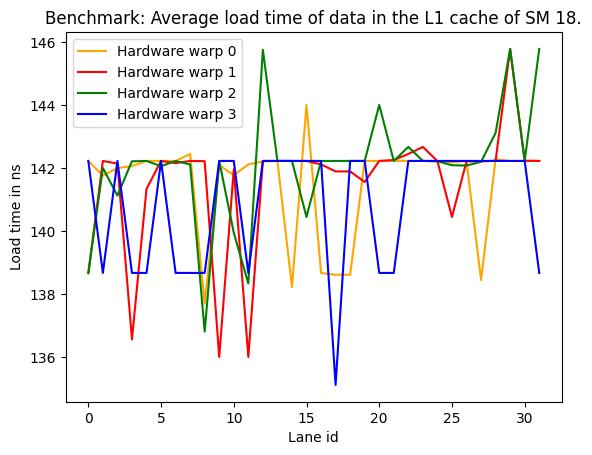 Benchmark: Average load time of data in the L1 cache of SM 18.
146
144
142
140
138
136
Load time in ns
Hardware warp 0
Hardware warp 1
Hardware warp 2
Hardware warp 3
0 5 10 15 20 25 30
Lane id